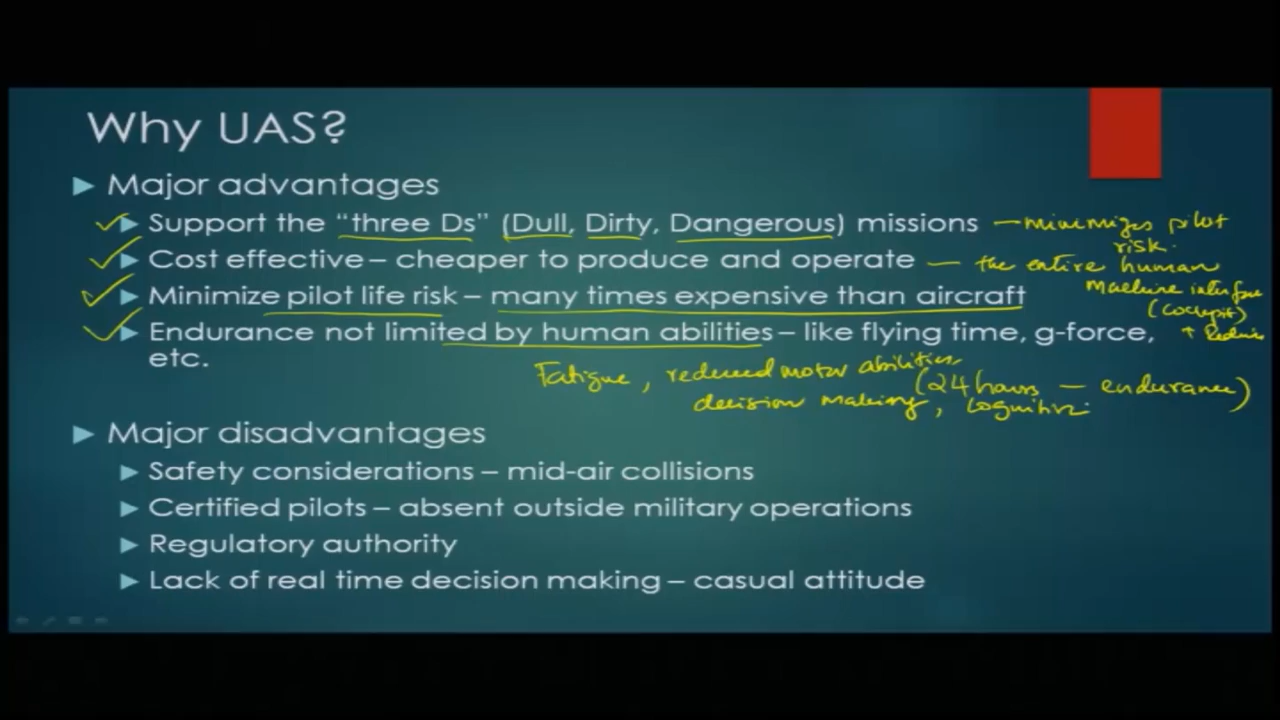 Why UAS?
► Major advantages
► Support the “three Ds” (Dull, Dirty, Dangerous) missions — minimizes pilot
risk.
► Cost effective – cheaper to produce and operate — the entire human
► Minimize pilot life risk – many times expensive than aircraft
Machine interface
(cockpit)
► Endurance not limited by human abilities – like flying time, g-force,
etc.
Fatigue, reduced motor abilities,
(24 hours — endurance)
decision making, cognitive
► Major disadvantages
► Safety considerations – mid-air collisions
► Certified pilots – absent outside military operations
► Regulatory authority
► Lack of real time decision making – casual attitude